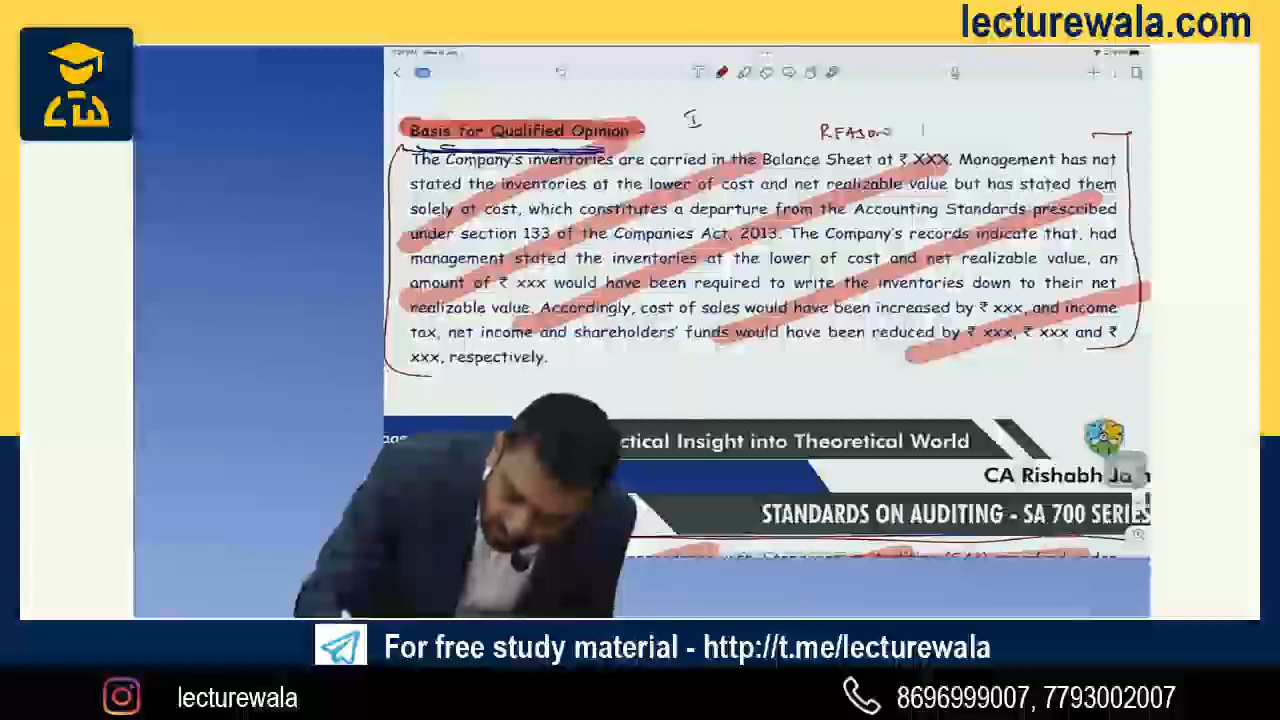 lecturewala.com
Basis for Qualified Opinion -
I
REASON
The Company's inventories are carried in the Balance Sheet at ₹ XXX. Management has not
stated the inventories at the lower of cost and net realizable value but has stated them
solely at cost, which constitutes a departure from the Accounting Standards prescribed
under section 133 of the Companies Act, 2013. The Company's records indicate that, had
management stated the inventories at the lower of cost and net realizable value, an
amount of ₹ xxx would have been required to write the inventories down to their net
realizable value. Accordingly, cost of sales would have been increased by ₹ xxx, and income
tax, net income and shareholders' funds would have been reduced by ₹ xxx, ₹ xxx and ₹
xxx, respectively.
ctical Insight into Theoretical World
CA Rishabh Jain
STANDARDS ON AUDITING - SA 700 SERIES
For free study material - http://t.me/lecturewala
lecturewala
8696999007, 7793002007